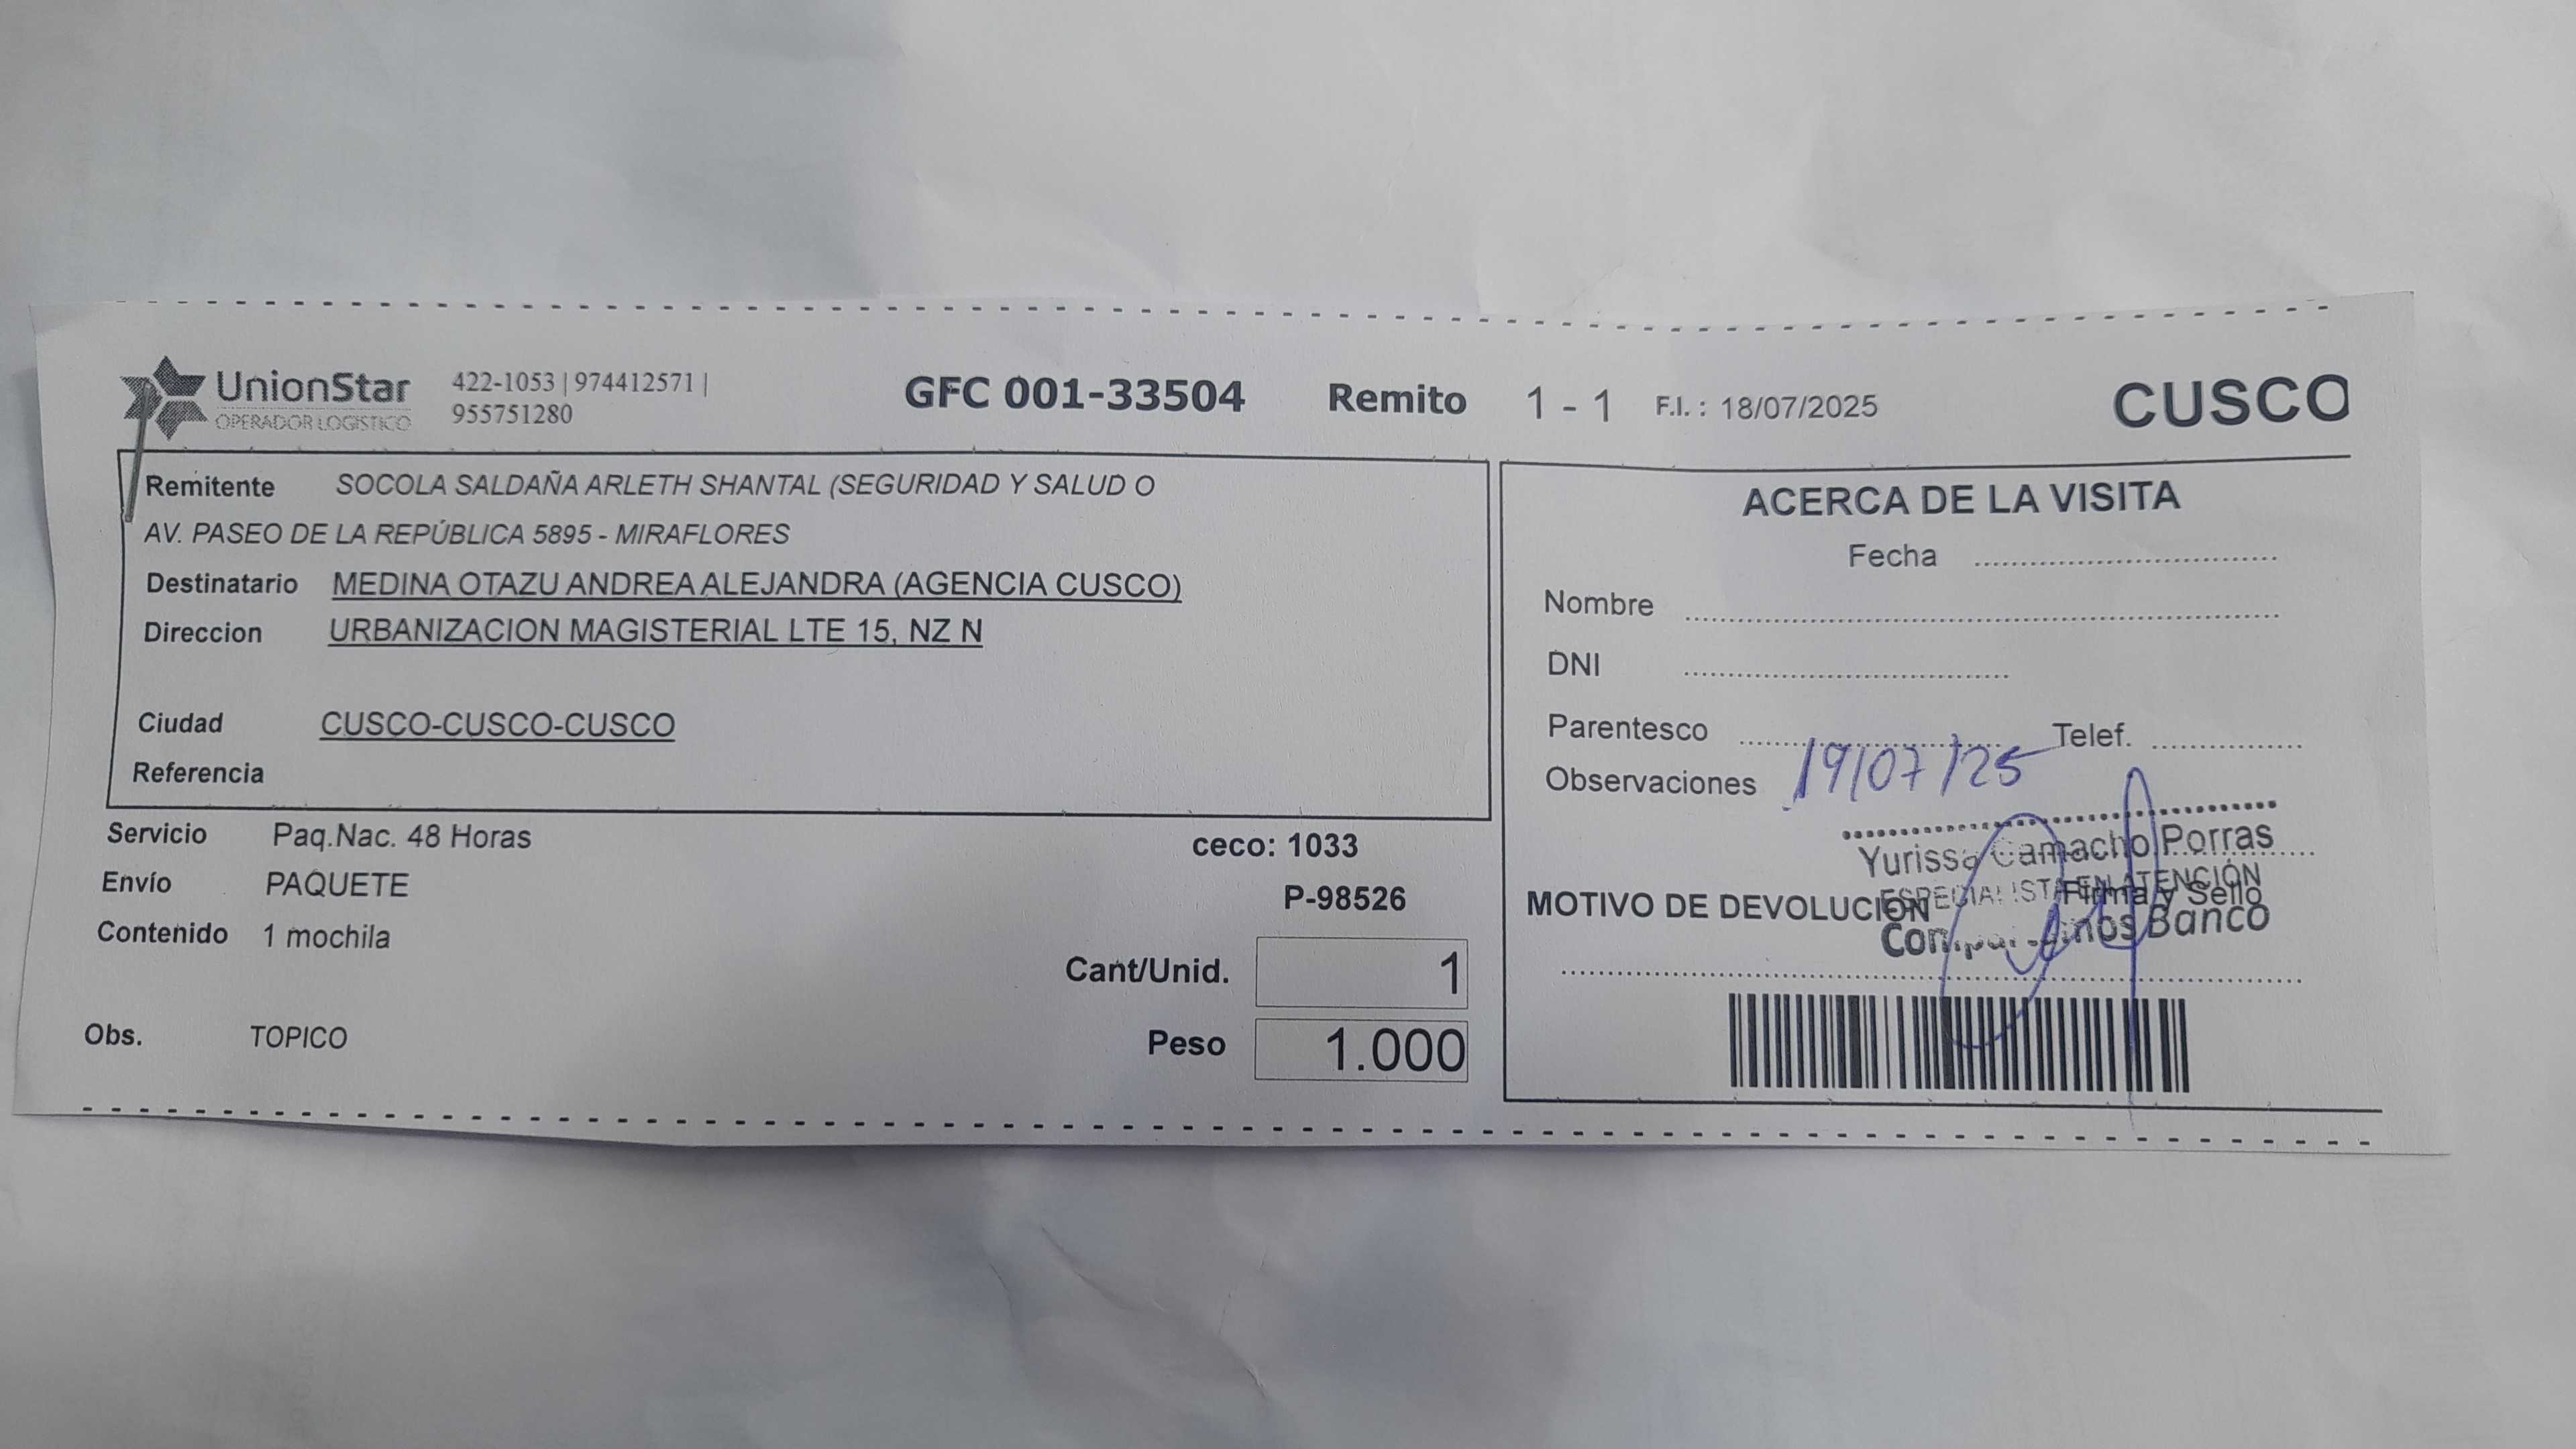 UnionStar
OPERADOR LOGISTICO
422-1053 | 974412571 |
955751280
GFC 001-33504
Remito 1 - 1
F.I. : 18/07/2025
CUSCO
Remitente SOCOLA SALDAÑA ARLETH SHANTAL (SEGURIDAD Y SALUD O
AV. PASEO DE LA REPÚBLICA 5895 - MIRAFLORES
Destinatario MEDINA OTAZU ANDREA ALEJANDRA (AGENCIA CUSCO)
Direccion URBANIZACION MAGISTERIAL LTE 15, NZ N
Ciudad CUSCO-CUSCO-CUSCO
Referencia
Servicio Paq.Nac. 48 Horas
ceco: 1033
Envío PAQUETE
P-98526
Contenido 1 mochila
Cant/Unid. 1
Obs. TOPICO
Peso 1.000
ACERCA DE LA VISITA
Fecha
Nombre
DNI
Parentesco Telef.
Observaciones 19/07/25
Yurissa Camacho Porras
ESPECIALISTA EN ATENCIÓN
Firma y Sello
MOTIVO DE DEVOLUCION
Compartamos Banco